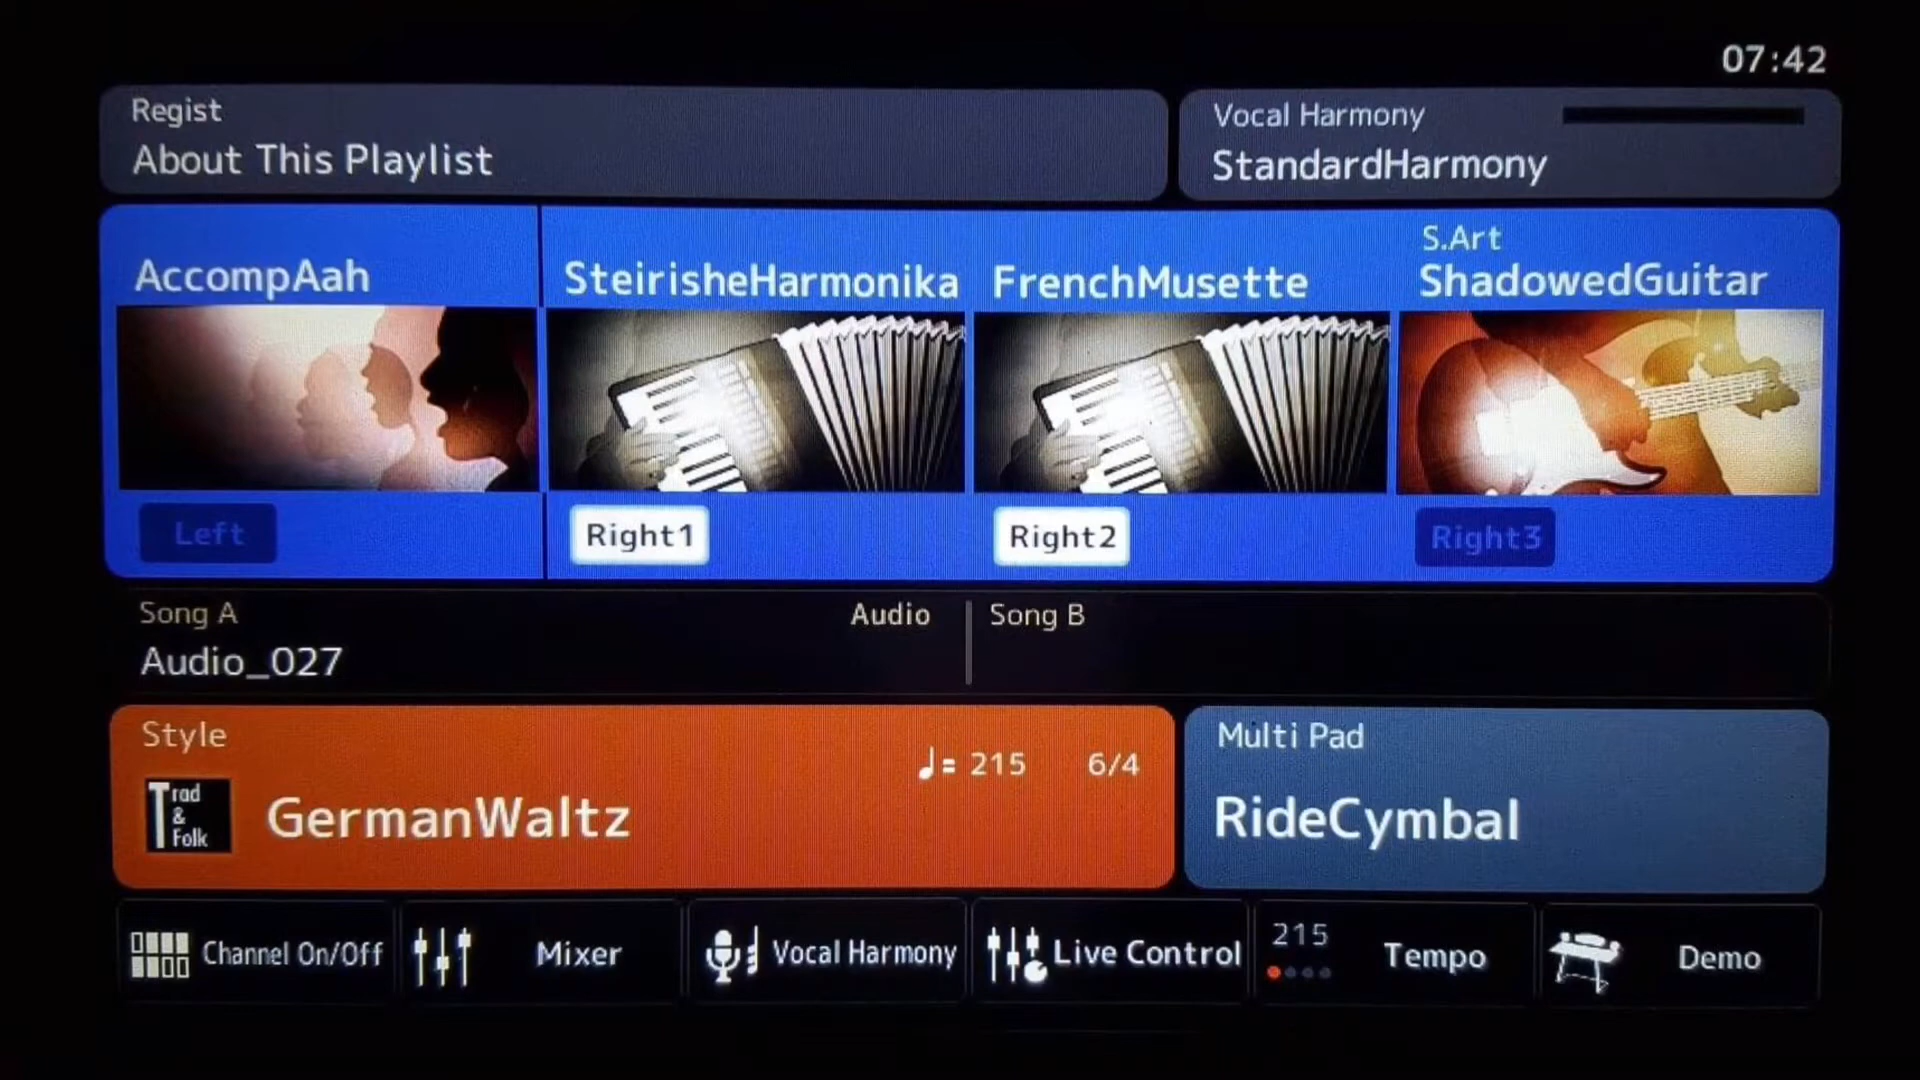 07:42
Regist
About This Playlist
Vocal Harmony
StandardHarmony
AccompAah
SteirisheHarmonika
FrenchMusette
S.Art
ShadowedGuitar
Left
Right1
Right2
Right3
Song A
Audio
Audio_027
Song B
Style
♩= 215 6/4
Trad
&
Folk
GermanWaltz
Multi Pad
RideCymbal
Channel On/Off
Mixer
Vocal Harmony
Live Control
215
Tempo
Demo